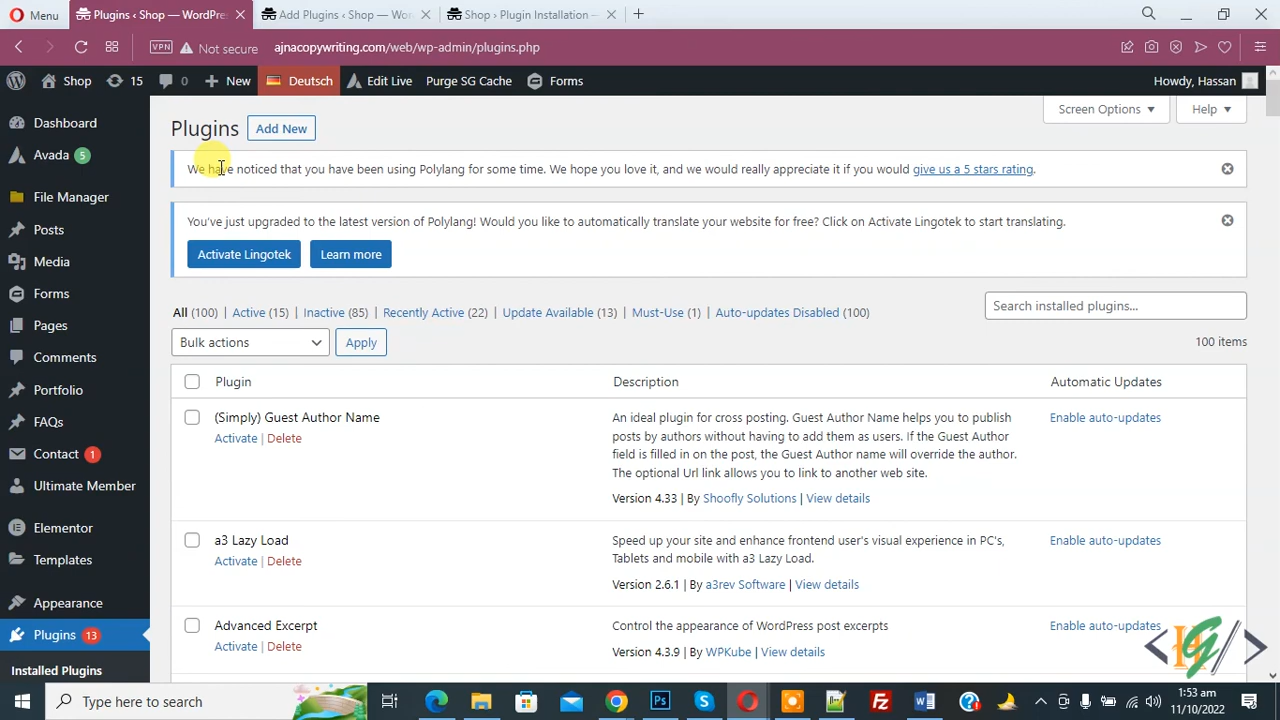 Menu
Plugins ‹ Shop — WordPre
Add Plugins ‹ Shop — Wo
Shop › Plugin Installation —
VPN
Not secure
ajnacopywriting.com/web/wp-admin/plugins.php
Shop
15
0
New
Deutsch
Edit Live
Purge SG Cache
Forms
Howdy, Hassan
Dashboard
Avada 5
File Manager
Posts
Media
Forms
Pages
Comments
Portfolio
FAQs
Contact 1
Ultimate Member
Elementor
Templates
Appearance
Plugins 13
Installed Plugins
Screen Options
Help
Plugins
Add New
We have noticed that you have been using Polylang for some time. We hope you love it, and we would really appreciate it if you would give us a 5 stars rating.
You've just upgraded to the latest version of Polylang! Would you like to automatically translate your website for free? Click on Activate Lingotek to start translating.
Activate Lingotek
Learn more
All (100) | Active (15) | Inactive (85) | Recently Active (22) | Update Available (13) | Must-Use (1) | Auto-updates Disabled (100)
Search installed plugins...
Bulk actions
Apply
100 items
Plugin
Description
Automatic Updates
(Simply) Guest Author Name
Activate | Delete
An ideal plugin for cross posting. Guest Author Name helps you to publish
posts by authors without having to add them as users. If the Guest Author
field is filled in on the post, the Guest Author name will override the author.
The optional Url link allows you to link to another web site.
Version 4.33 | By Shoofly Solutions | View details
Enable auto-updates
a3 Lazy Load
Activate | Delete
Speed up your site and enhance frontend user's visual experience in PC's,
Tablets and mobile with a3 Lazy Load.
Version 2.6.1 | By a3rev Software | View details
Enable auto-updates
Advanced Excerpt
Activate | Delete
Control the appearance of WordPress post excerpts
Version 4.3.9 | By WPKube | View details
Enable auto-updates
Type here to search
1:53 am
11/10/2022